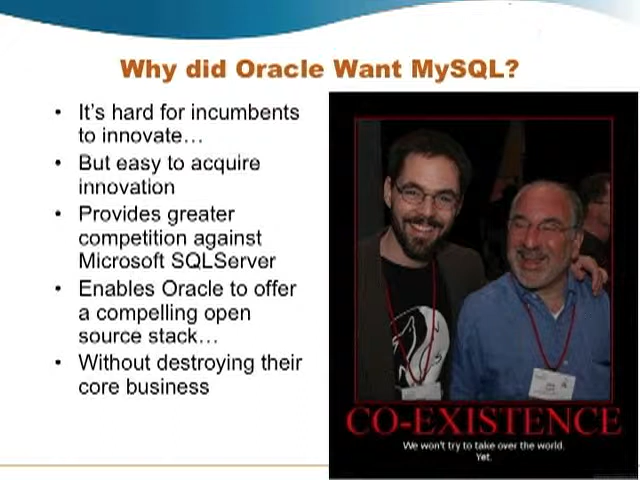 Why did Oracle Want MySQL?
• It's hard for incumbents
to innovate…
• But easy to acquire
innovation
• Provides greater
competition against
Microsoft SQLServer
• Enables Oracle to offer
a compelling open
source stack…
• Without destroying their
core business
CO-EXISTENCE
We won't try to take over the world.
Yet.